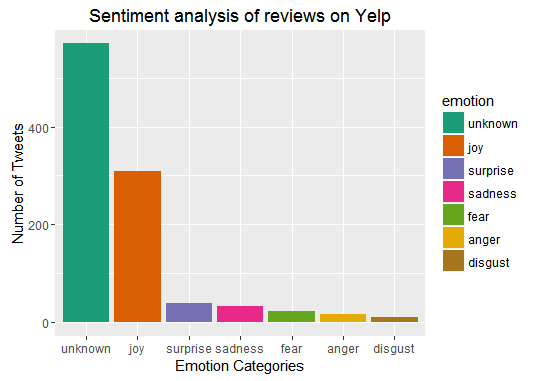 Sentiment analysis of reviews on Yelp
Number of Tweets
400
200
0
unknown joy surprise sadness fear anger disgust
Emotion Categories
emotion
unknown
joy
surprise
sadness
fear
anger
disgust